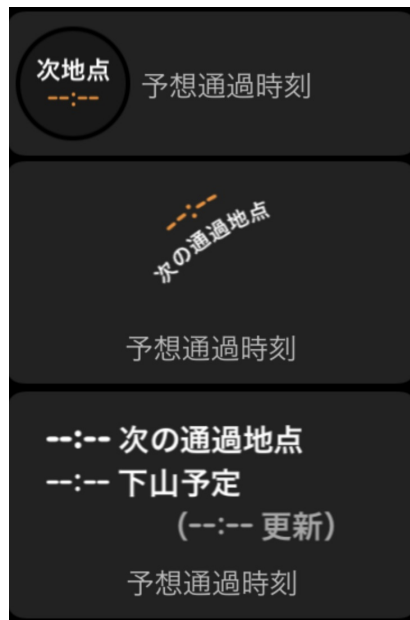 次地点
--:--
予想通過時刻
--:--
次の通過地点
予想通過時刻
--:-- 次の通過地点
--:-- 下山予定
(--:-- 更新)
予想通過時刻